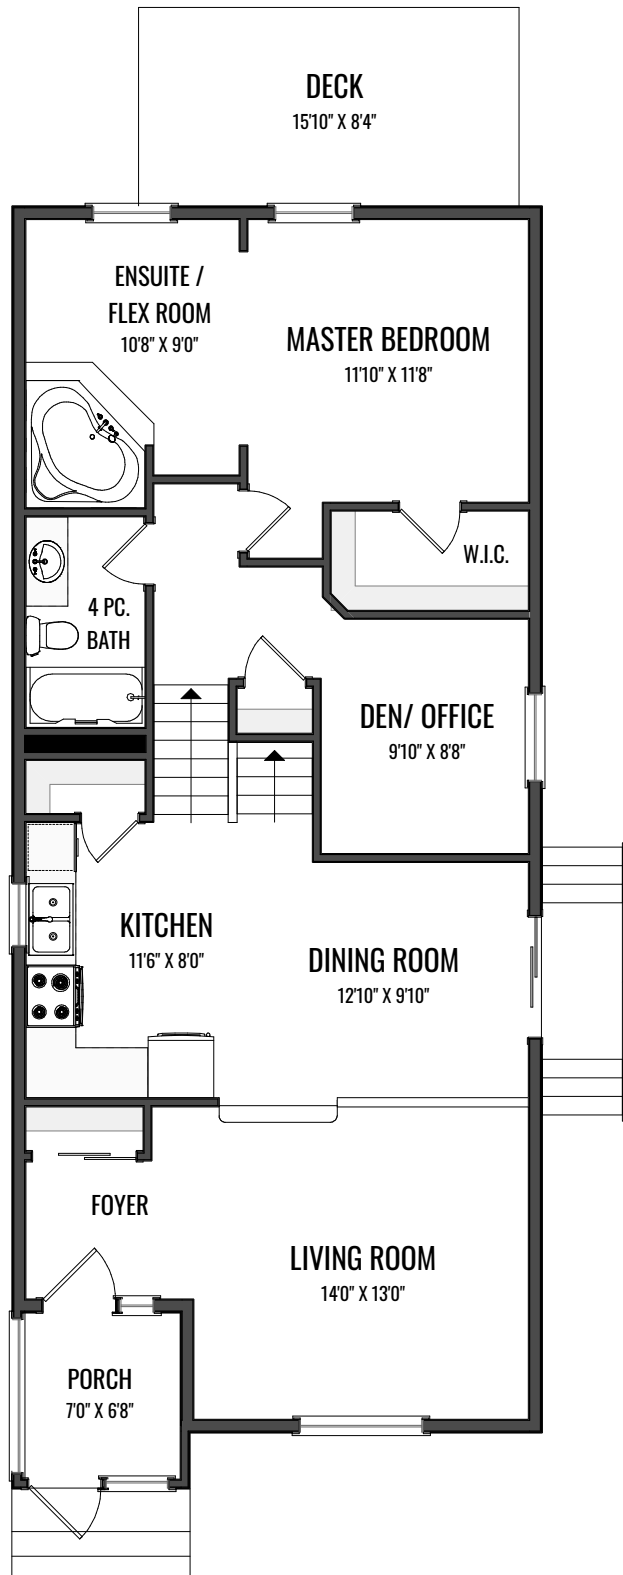 DECK
15'10" X 8'4"
ENSUITE /
FLEX ROOM
10'8" X 9'0"
MASTER BEDROOM
11'10" X 11'8"
W.I.C.
4 PC.
BATH
DEN/ OFFICE
9'10" X 8'8"
KITCHEN
11'6" X 8'0"
DINING ROOM
12'10" X 9'10"
FOYER
LIVING ROOM
14'0" X 13'0"
PORCH
7'0" X 6'8"